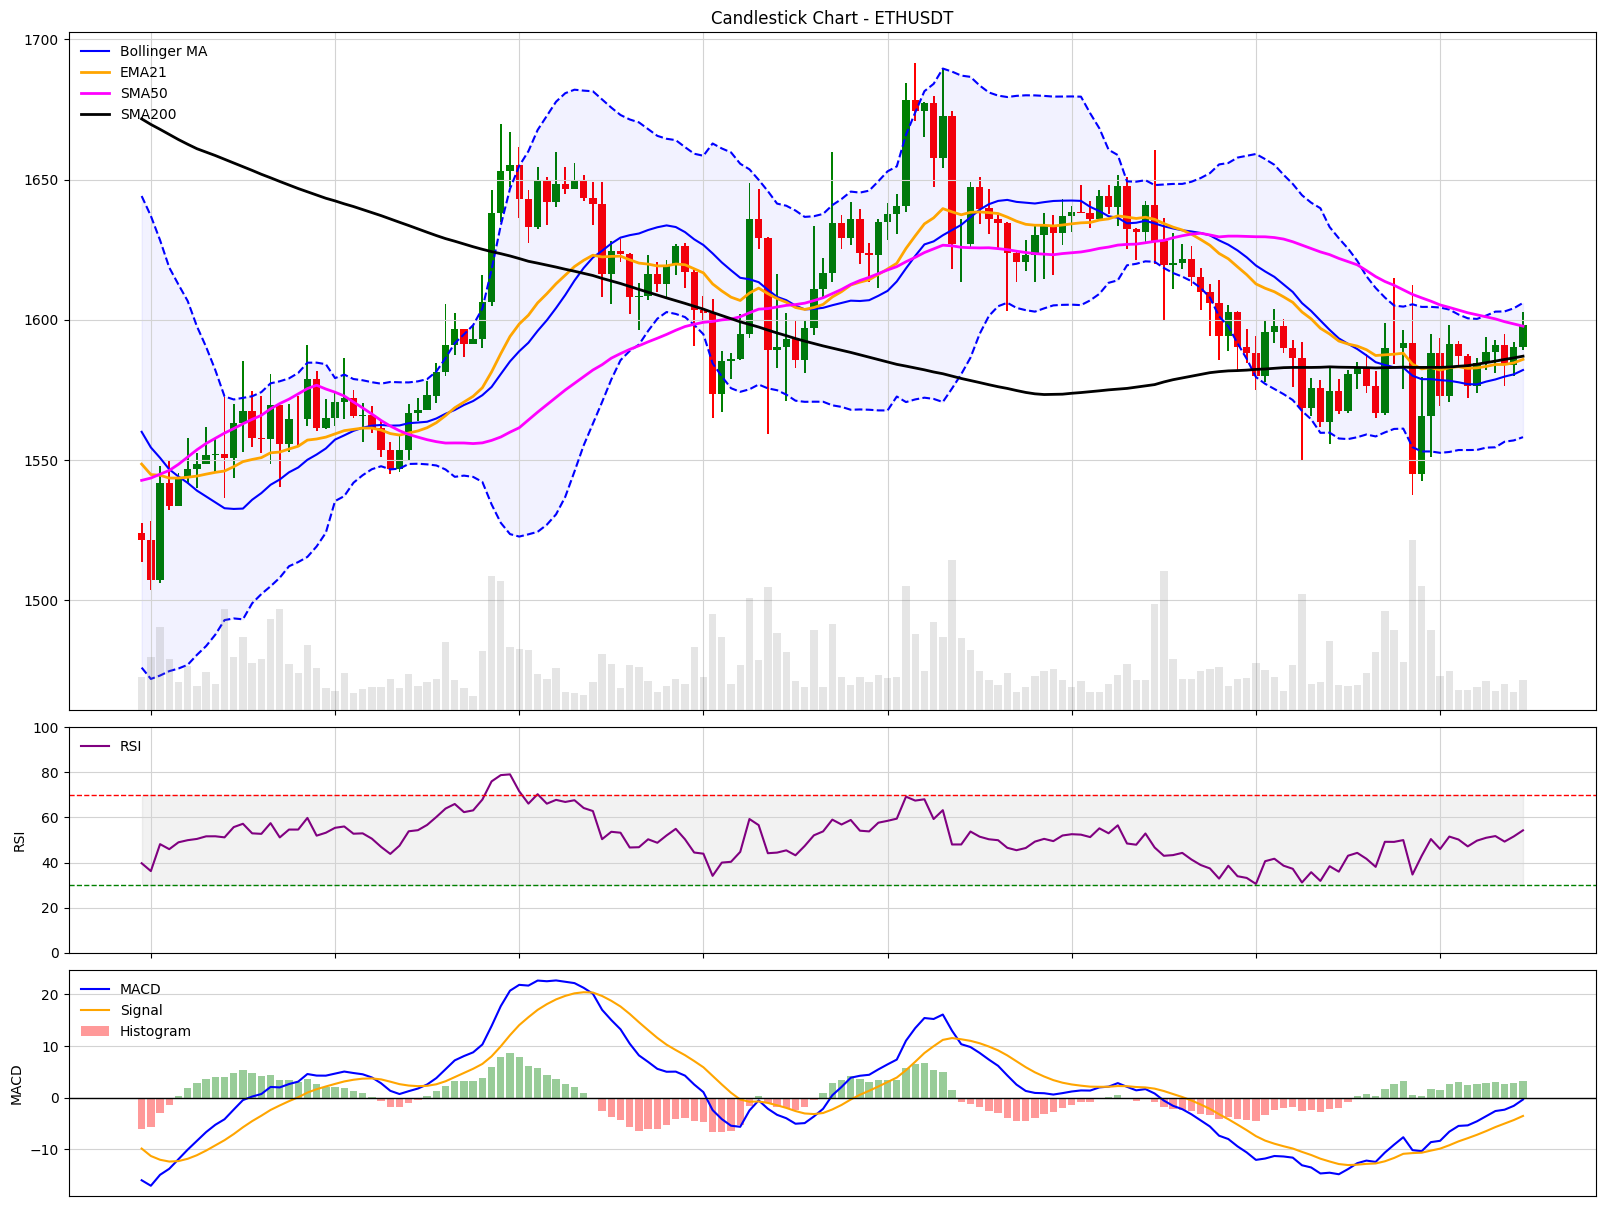 Candlestick Chart - ETHUSDT
1700
1650
1600
1550
1500
Bollinger MA
EMA21
SMA50
SMA200
100
80
60
40
20
0
RSI
RSI
20
10
0
−10
MACD
MACD
Signal
Histogram